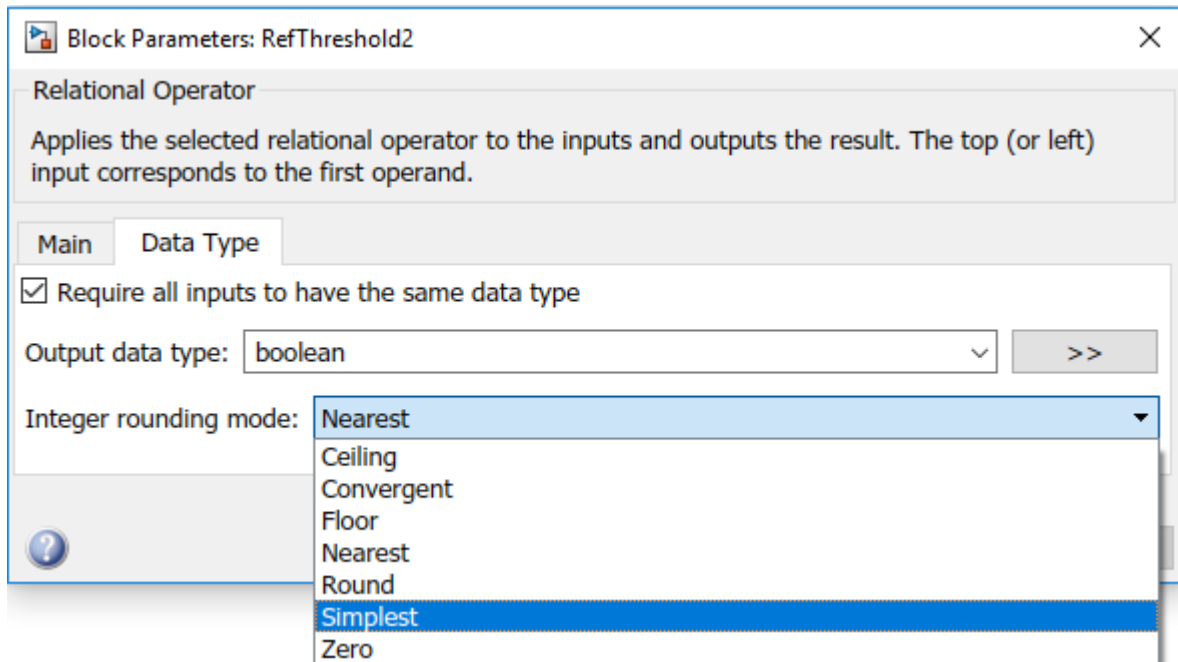 Block Parameters: RefThreshold2
Relational Operator
Applies the selected relational operator to the inputs and outputs the result. The top (or left)
input corresponds to the first operand.
Main Data Type
Require all inputs to have the same data type
Output data type: boolean >>
Integer rounding mode: Nearest
Ceiling
Convergent
Floor
Nearest
?
Round
Simplest
Zero